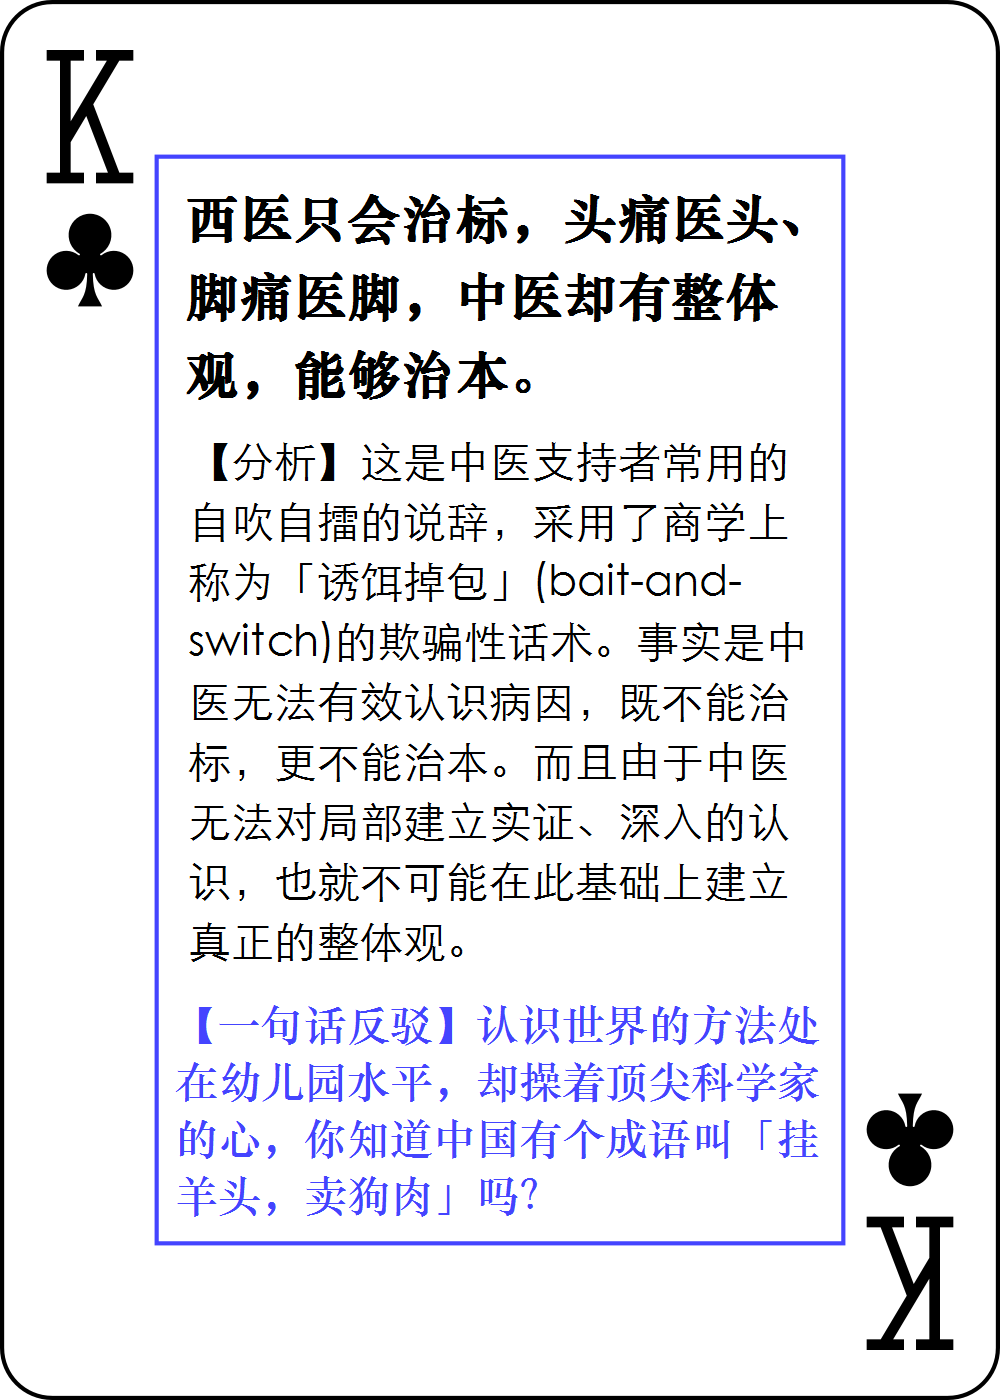 K
西医只会治标，头痛医头、
脚痛医脚，中医却有整体
观，能够治本。
【分析】这是中医支持者常用的
自吹自擂的说辞，采用了商学上
称为「诱饵掉包」(bait-and-
switch)的欺骗性话术。事实是中
医无法有效认识病因，既不能治
标，更不能治本。而且由于中医
无法对局部建立实证、深入的认
识，也就不可能在此基础上建立
真正的整体观。
【一句话反驳】认识世界的方法处
在幼儿园水平，却操着顶尖科学家
的心，你知道中国有个成语叫「挂
羊头，卖狗肉」吗？
K